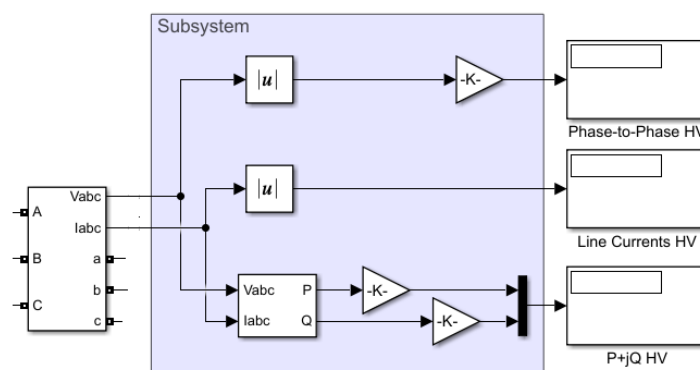 Subsystem
|u|
-K-
Phase-to-Phase HV
|u|
Line Currents HV
Vabc
A
Iabc
B
a
b
C
c
Vabc
P
-K-
Iabc
Q
-K-
P+jQ HV